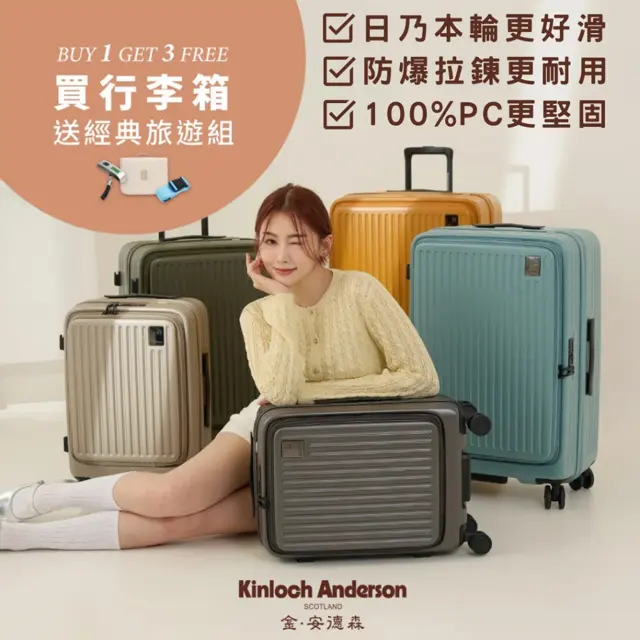 BUY 1 GET 3 FREE
買行李箱
送經典旅遊組
日乃本輪更好滑
防爆拉鍊更耐用
100%PC更堅固
Kinloch Anderson
SCOTLAND
金·安德森